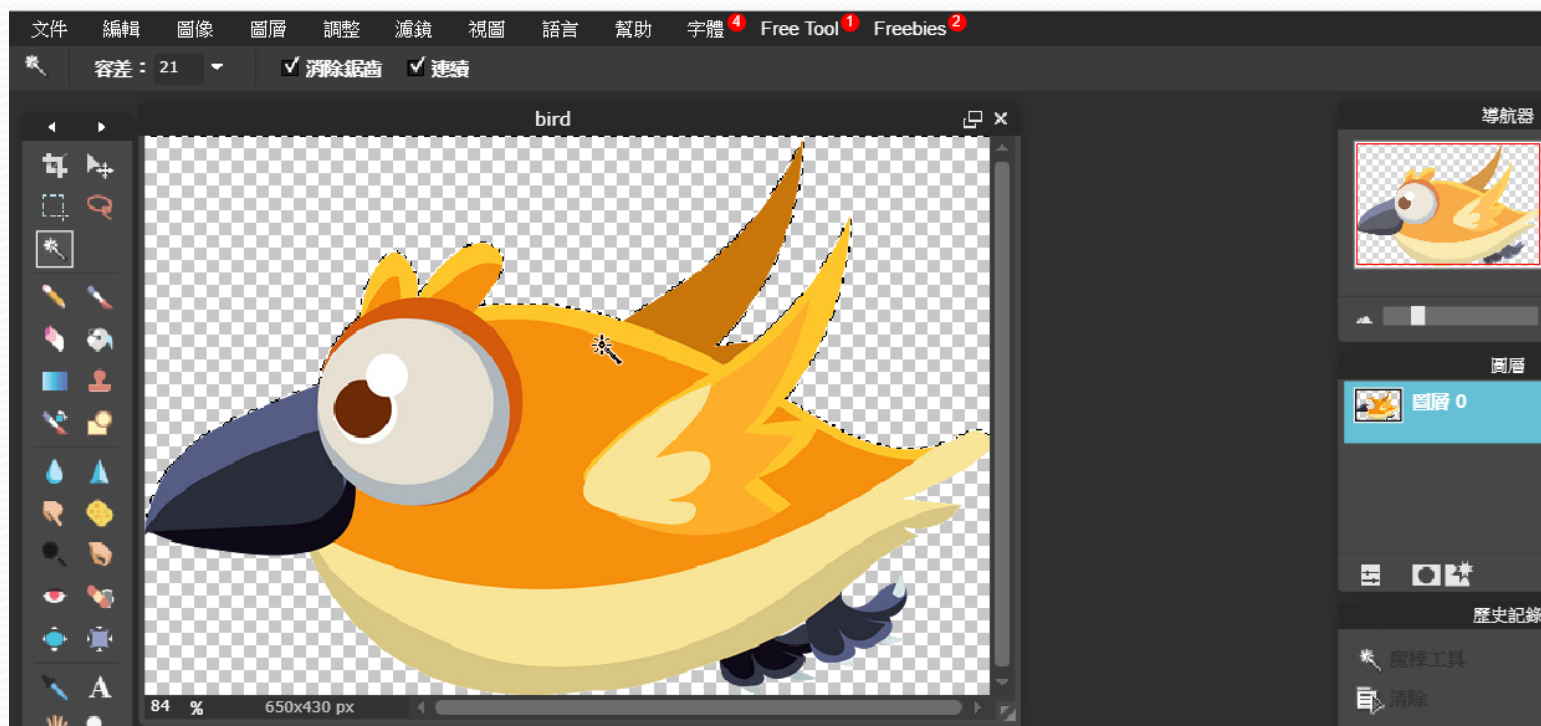 文件 編輯 圖像 圖層 調整 濾鏡 視圖 語言 幫助 字體 4 Free Tool 1 Freebies 2
容差： 21 消除鋸齒 連續
bird
導航器
圖層
圖層 0
歷史記錄
魔棒工具
清除
A
84 % 650x430 px